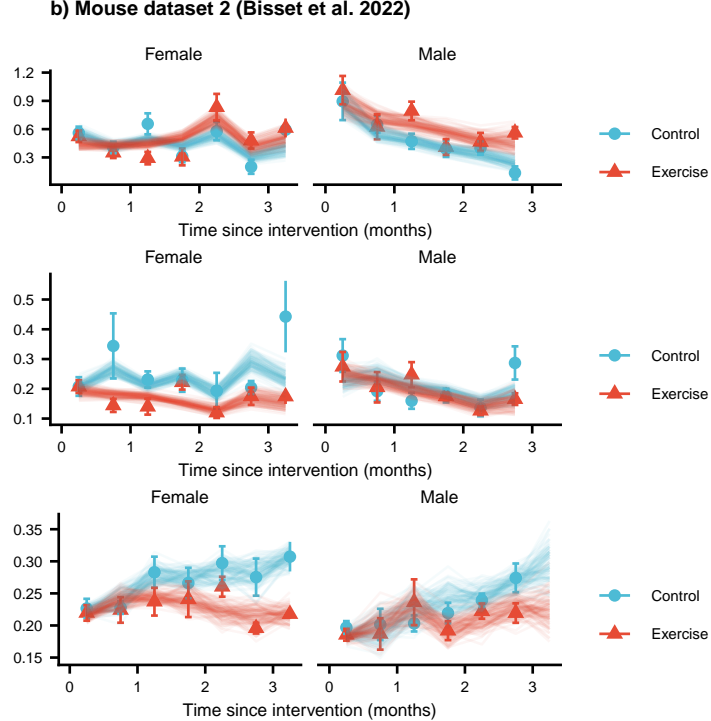 b) Mouse dataset 2 (Bisset et al. 2022)
Female Male
1.2
0.9
0.6
0.3
0 1 2 3 0 1 2 3
Time since intervention (months)
Control
Exercise
Female Male
0.5
0.4
0.3
0.2
0.1
0 1 2 3 0 1 2 3
Time since intervention (months)
Control
Exercise
Female Male
0.35
0.30
0.25
0.20
0.15
0 1 2 3 0 1 2 3
Time since intervention (months)
Control
Exercise